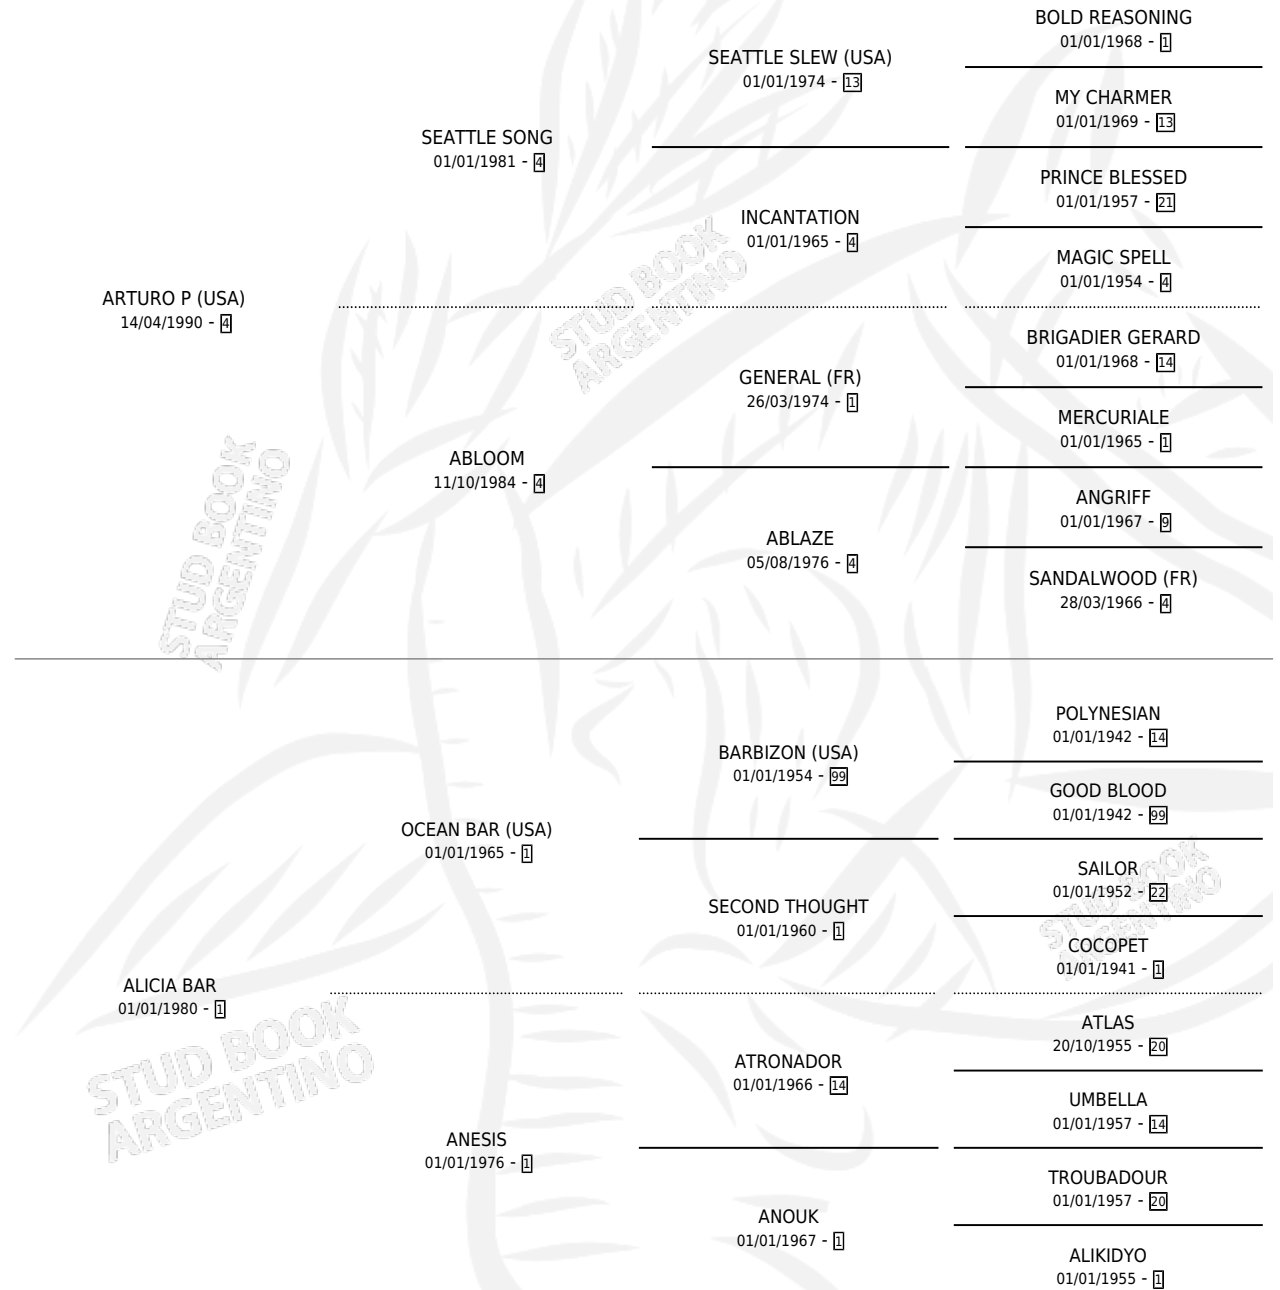 BOLD REASONING
01/01/1968 - 1
SEATTLE SLEW (USA)
01/01/1974 - 13
MY CHARMER
01/01/1969 - 13
SEATTLE SONG
01/01/1981 - 4
PRINCE BLESSED
01/01/1957 - 21
INCANTATION
01/01/1965 - 4
MAGIC SPELL
01/01/1954 - 4
STUD BOOK
ARGENTINO
ARTURO P (USA)
14/04/1990 - 4
BRIGADIER GERARD
01/01/1968 - 14
GENERAL (FR)
26/03/1974 - 1
MERCURIALE
01/01/1965 - 1
ABLOOM
11/10/1984 - 4
ANGRIFF
01/01/1967 - 9
ABLAZE
05/08/1976 - 4
SANDALWOOD (FR)
28/03/1966 - 4
STUD BOOK
ARGENTINO
POLYNESIAN
01/01/1942 - 14
BARBIZON (USA)
01/01/1954 - 99
GOOD BLOOD
01/01/1942 - 99
OCEAN BAR (USA)
01/01/1965 - 1
SAILOR
01/01/1952 - 22
STUD BOOK
ARGENTINO
SECOND THOUGHT
01/01/1960 - 1
COCOPET
01/01/1941 - 1
ALICIA BAR
01/01/1980 - 1
ATLAS
20/10/1955 - 20
STUD BOOK
ARGENTINO
ATRONADOR
01/01/1966 - 14
UMBELLA
01/01/1957 - 14
ANESIS
01/01/1976 - 1
TROUBADOUR
01/01/1957 - 20
ANOUK
01/01/1967 - 1
ALIKIDYO
01/01/1955 - 1